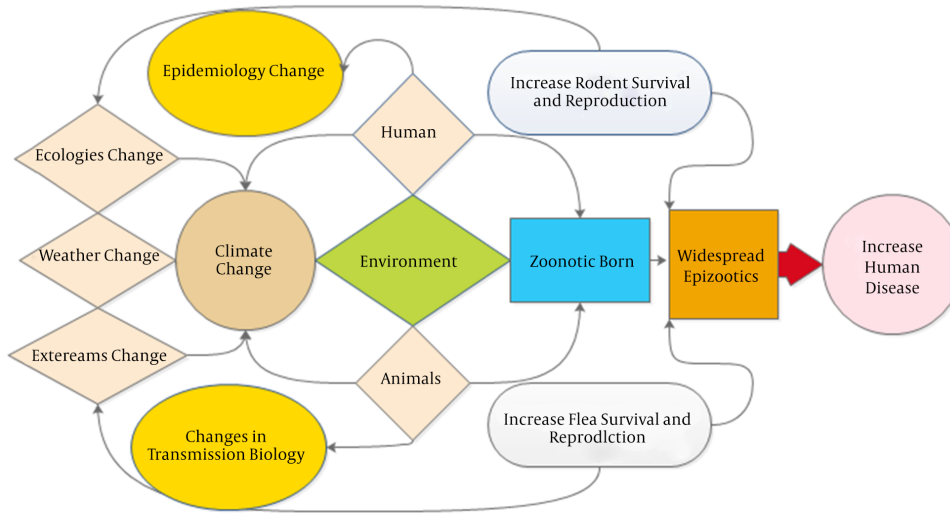 Epidemiology Change
Increase Rodent Survival
and Reproduction
Human
Ecologies Change
Weather Change
Climate
Change
Environment
Zoonotic Born
Widespread
Epizootics
Increase
Human
Disease
Extereams Change
Animals
Increase Flea Survival and
Reprodlction
Changes in
Transmission Biology